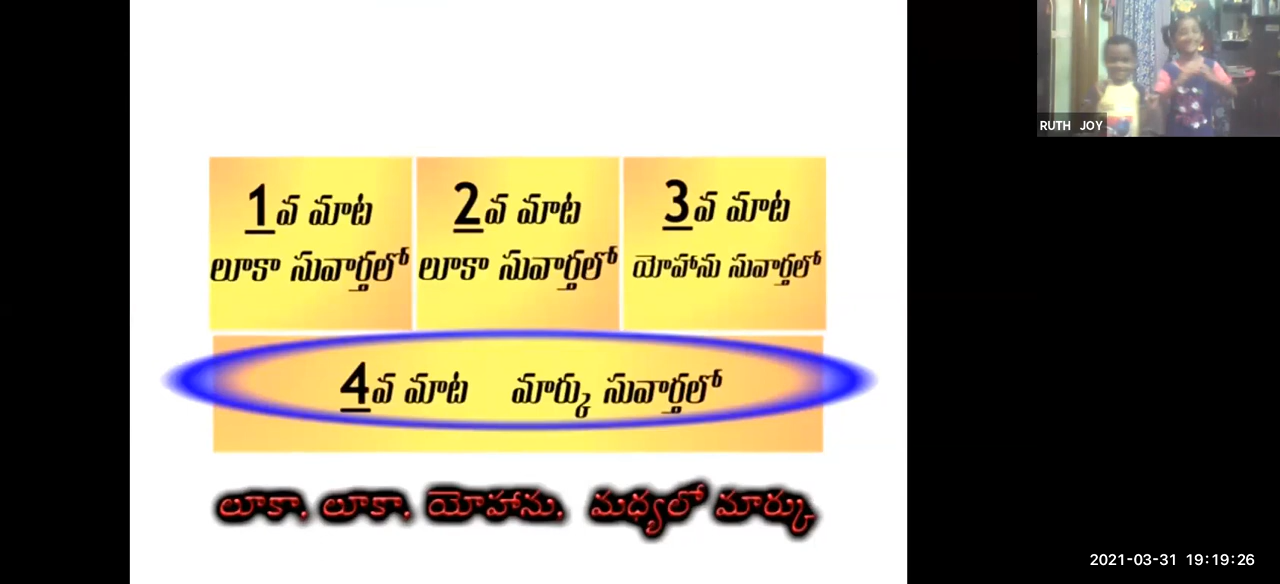 1వ మాట
లూకా సువార్తలో
2వ మాట
లూకా సువార్తలో
3వ మాట
యోహాను సువార్తలో
4వ మాట మార్కు సువార్తలో
లూకా, లూకా, యోహాను, మధ్యలో మార్కు
RUTH JOY
2021-03-31 19:19:26